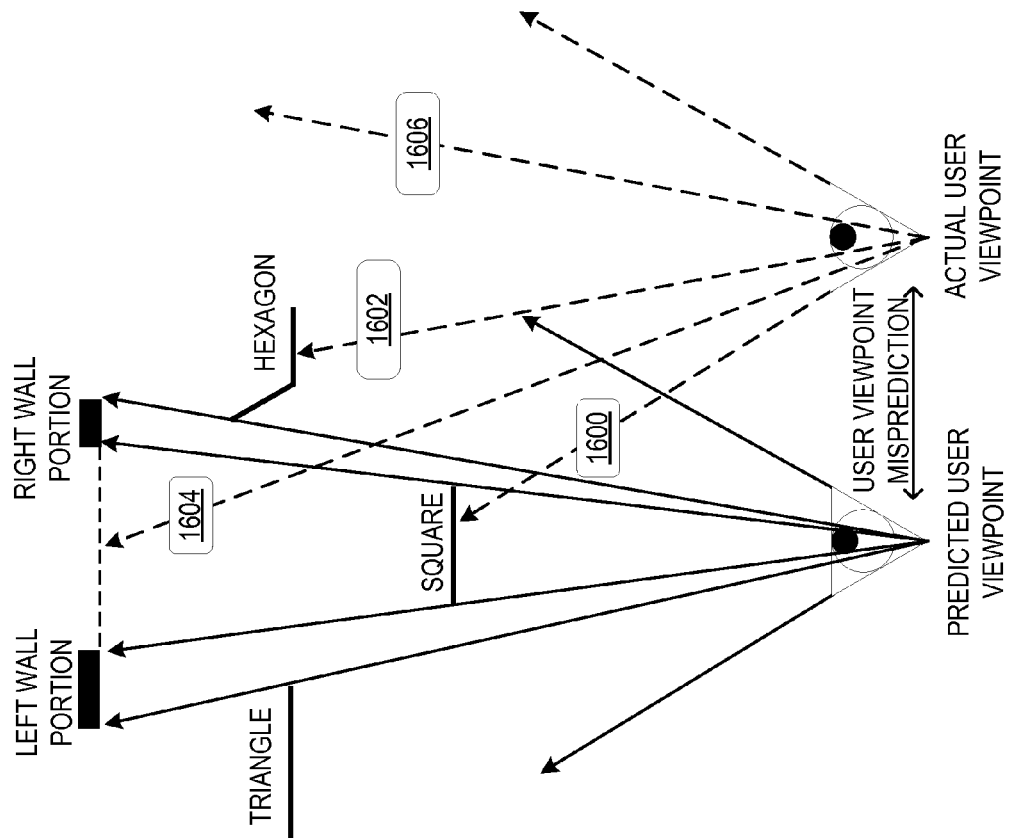 LEFT WALL
PORTION
RIGHT WALL
PORTION
TRIANGLE
SQUARE
HEXAGON
1604
1600
1602
1606
USER VIEWPOINT
MISPREDICTION
PREDICTED USER
VIEWPOINT
ACTUAL USER
VIEWPOINT